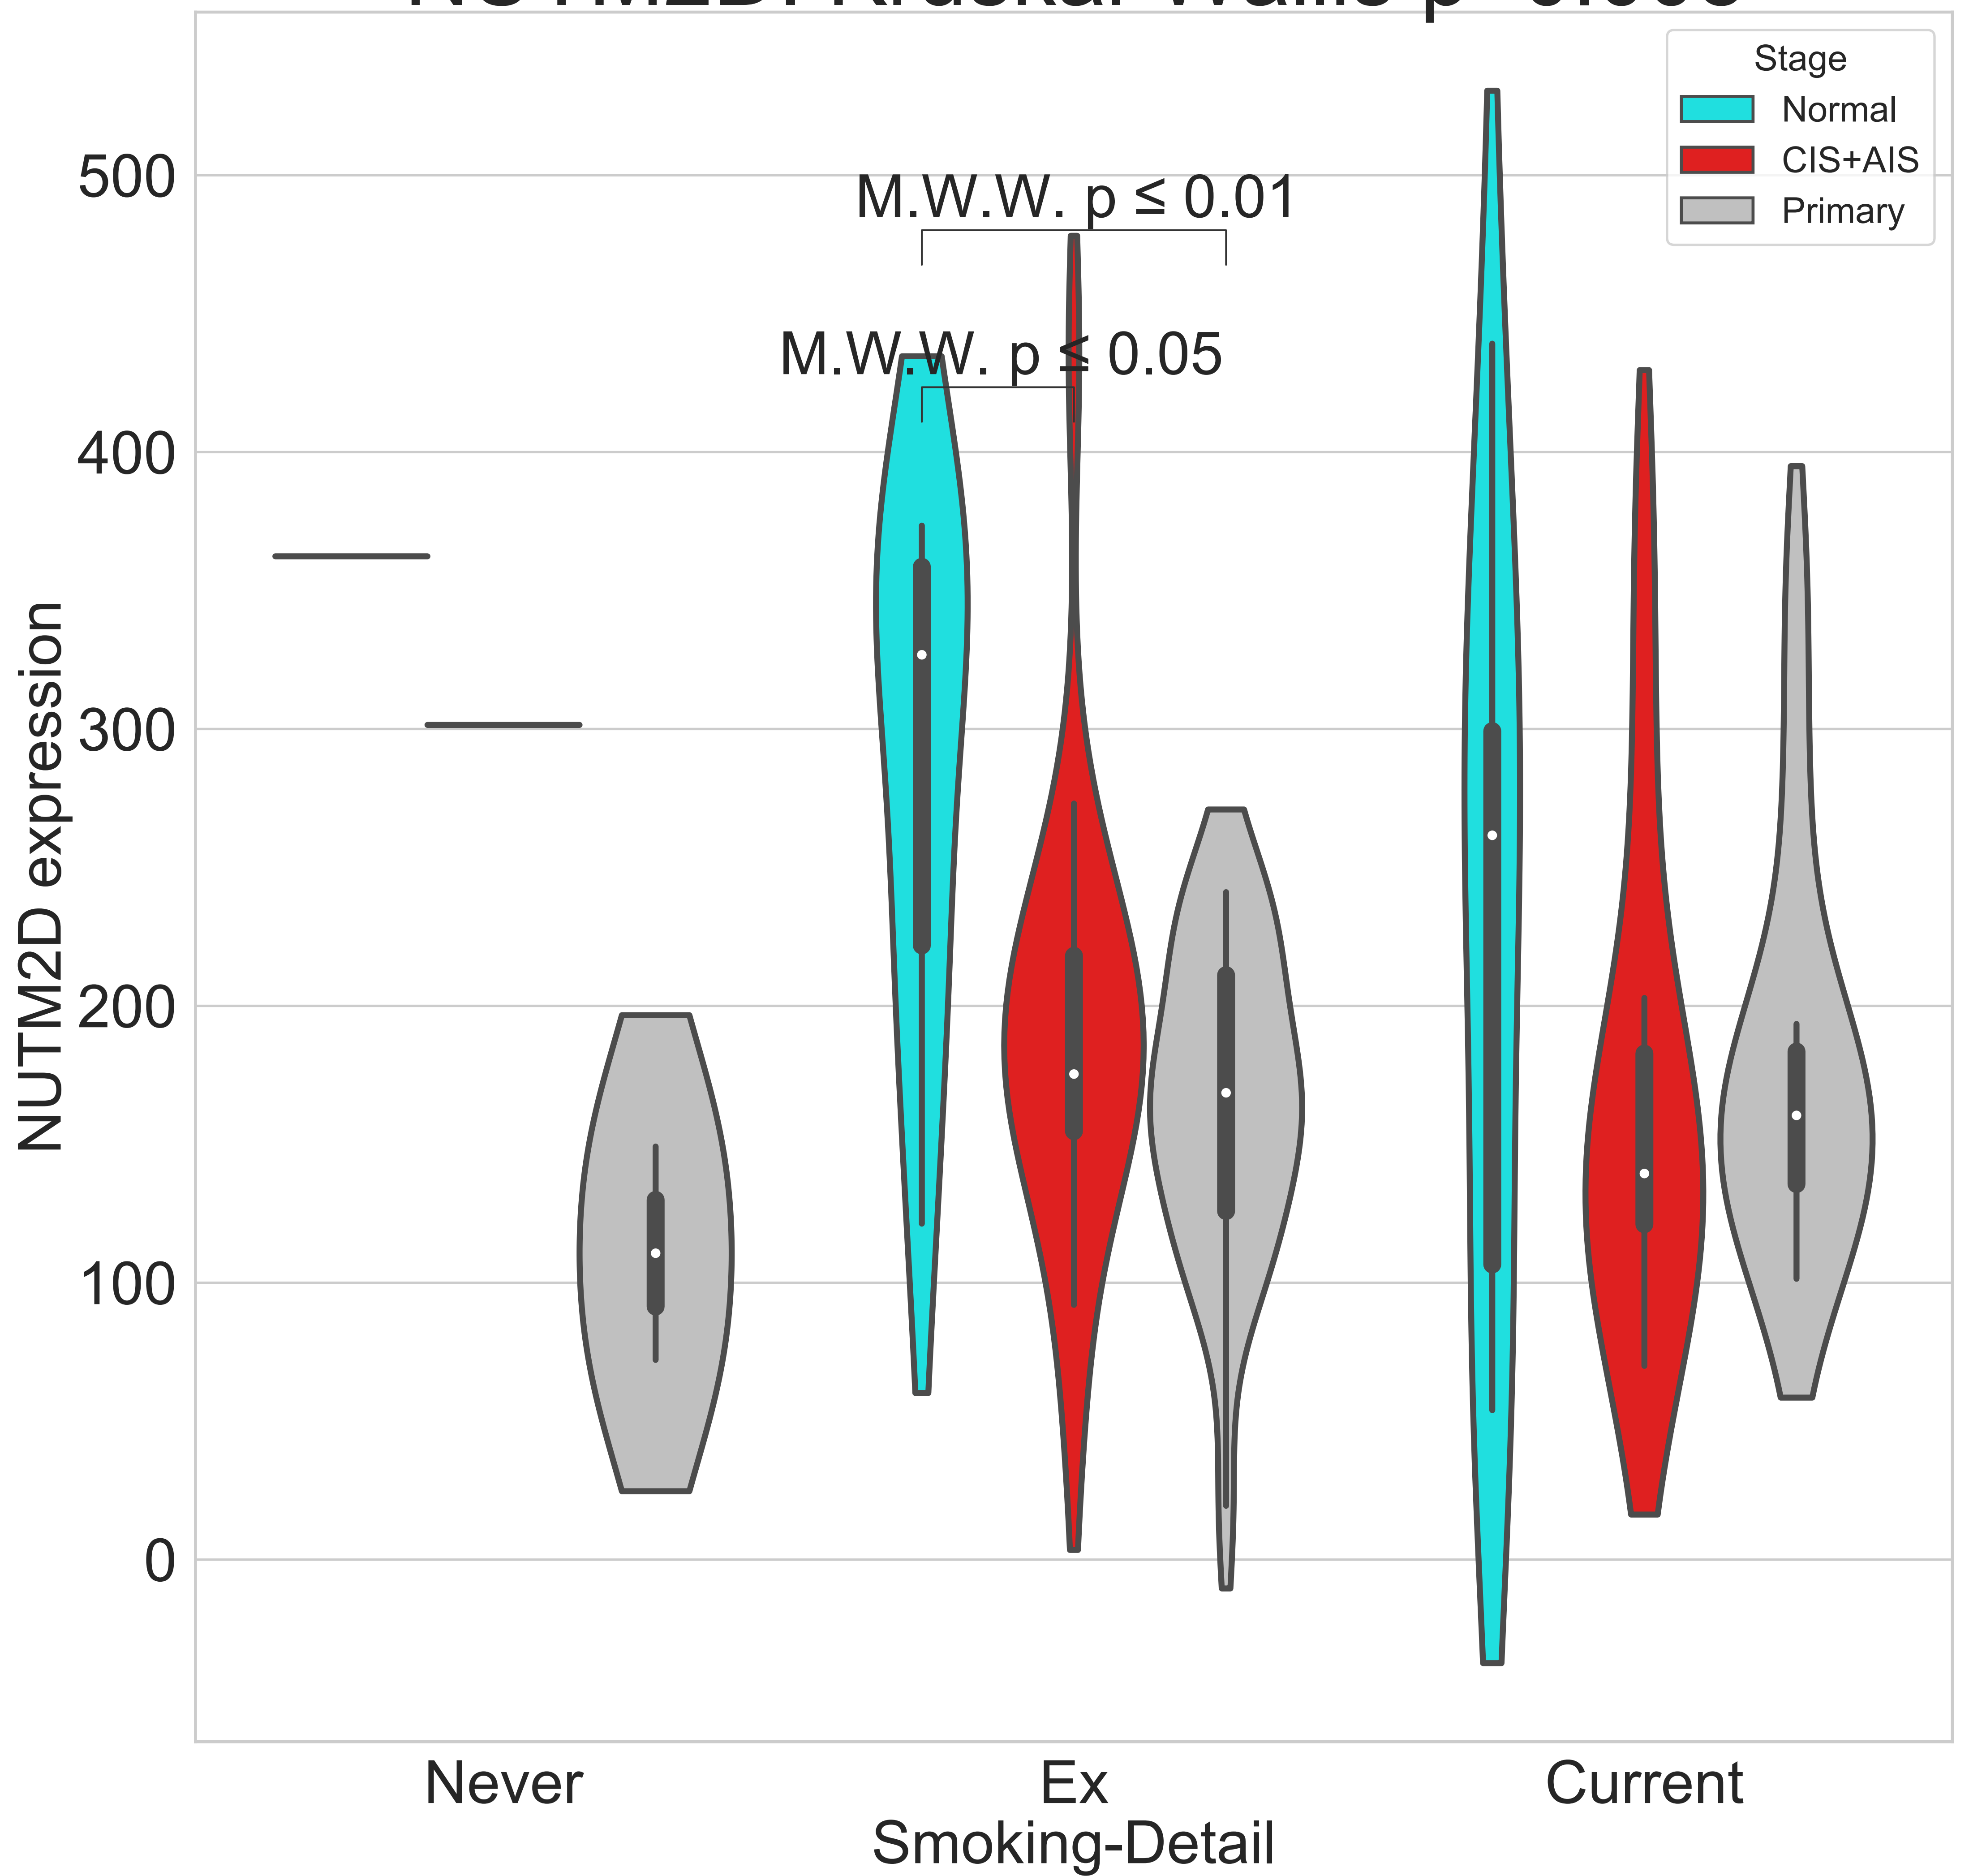 Stage
Normal
CIS+AIS
Primary
M.W.W. p ≤ 0.01
M.W.W. p ≤ 0.05
500
400
300
200
100
0
NUTM2D expression
Never
Ex
Current
Smoking-Detail